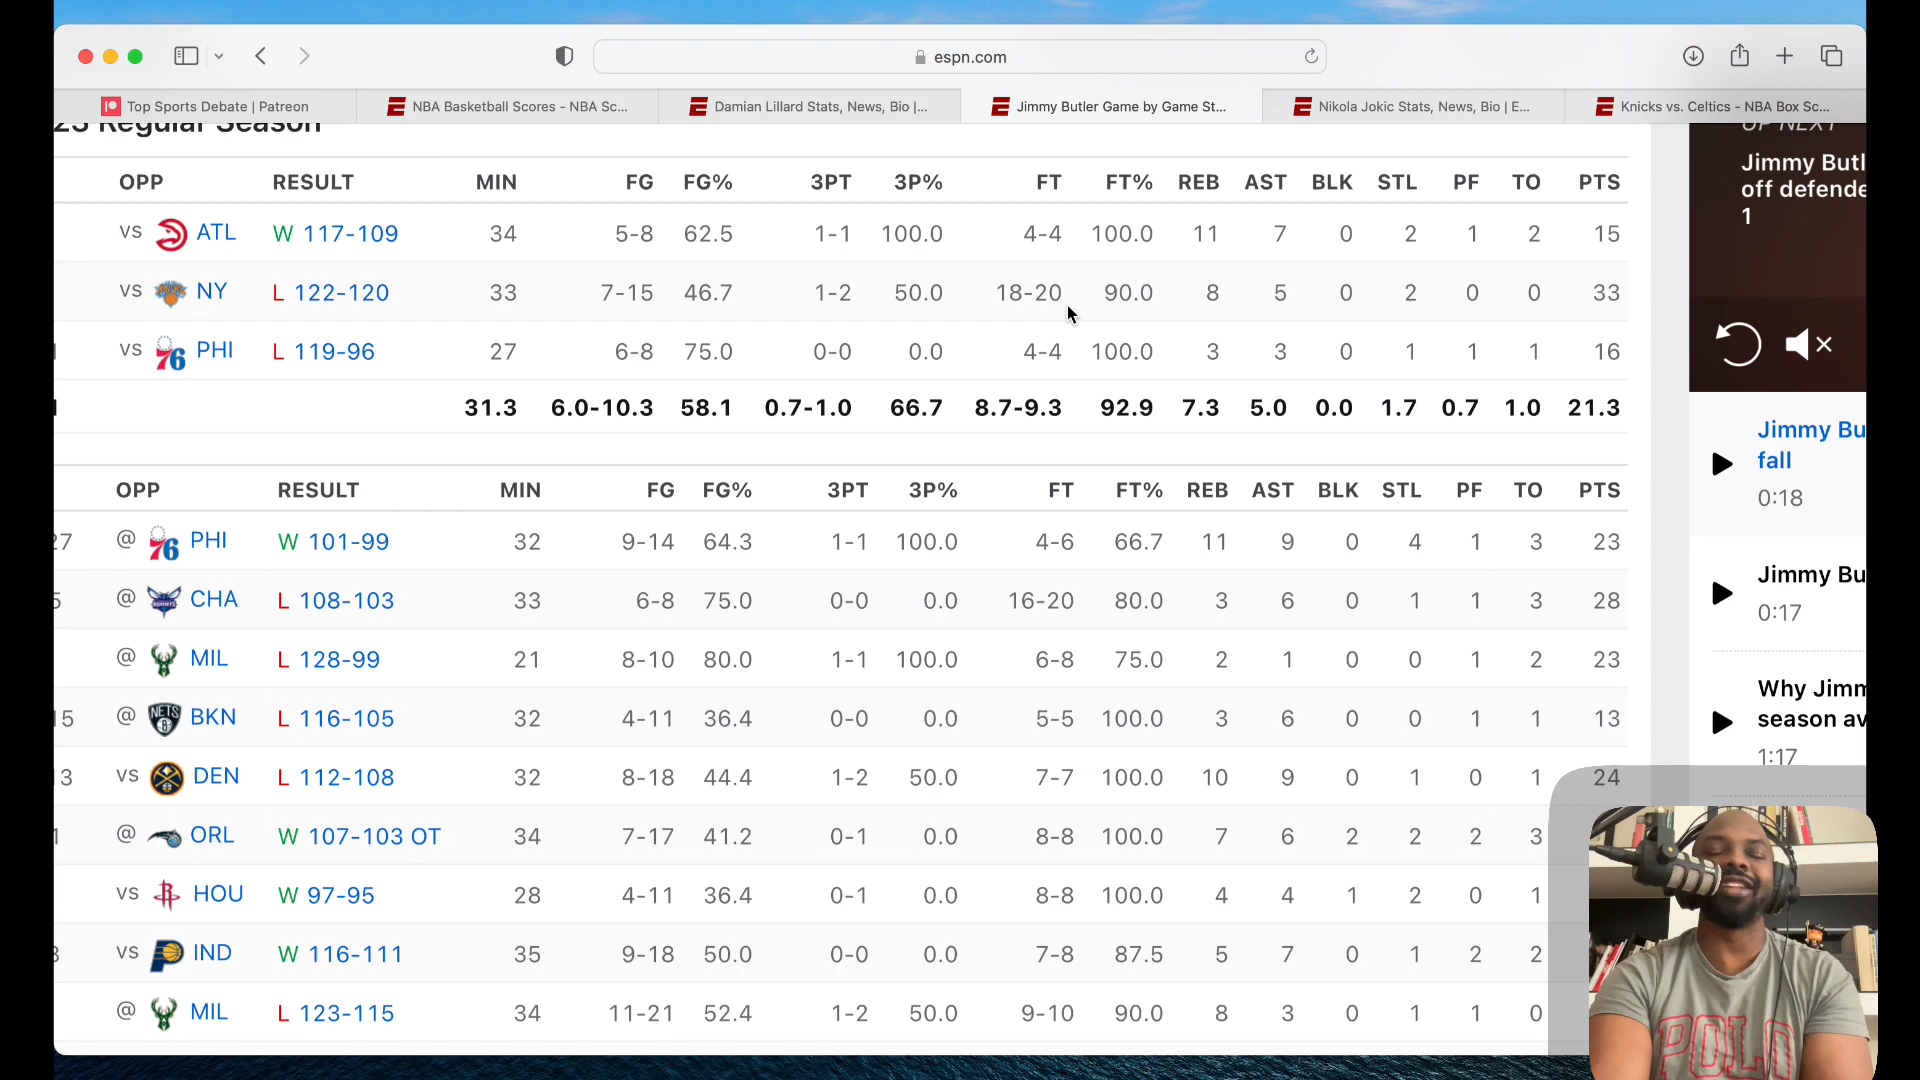 espn.com
Top Sports Debate | Patreon
NBA Basketball Scores - NBA Sc...
Damian Lillard Stats, News, Bio |...
Jimmy Butler Game by Game St...
Nikola Jokic Stats, News, Bio | E...
Knicks vs. Celtics - NBA Box Sc...
23 Regular Season
OPP RESULT MIN FG FG% 3PT 3P% FT FT% REB AST BLK STL PF TO PTS
vs ATL W 117-109 34 5-8 62.5 1-1 100.0 4-4 100.0 11 7 0 2 1 2 15
vs NY L 122-120 33 7-15 46.7 1-2 50.0 18-20 90.0 8 5 0 2 0 0 33
vs 76 PHI L 119-96 27 6-8 75.0 0-0 0.0 4-4 100.0 3 3 0 1 1 1 16
31.3 6.0-10.3 58.1 0.7-1.0 66.7 8.7-9.3 92.9 7.3 5.0 0.0 1.7 0.7 1.0 21.3
OPP RESULT MIN FG FG% 3PT 3P% FT FT% REB AST BLK STL PF TO PTS
27 @ 76 PHI W 101-99 32 9-14 64.3 1-1 100.0 4-6 66.7 11 9 0 4 1 3 23
5 @ CHA L 108-103 33 6-8 75.0 0-0 0.0 16-20 80.0 3 6 0 1 1 3 28
@ MIL L 128-99 21 8-10 80.0 1-1 100.0 6-8 75.0 2 1 0 0 1 2 23
15 @ NETS BKN L 116-105 32 4-11 36.4 0-0 0.0 5-5 100.0 3 6 0 0 1 1 13
3 vs DEN L 112-108 32 8-18 44.4 1-2 50.0 7-7 100.0 10 9 0 1 0 1 24
1 @ ORL W 107-103 OT 34 7-17 41.2 0-1 0.0 8-8 100.0 7 6 2 2 2 3
vs HOU W 97-95 28 4-11 36.4 0-1 0.0 8-8 100.0 4 4 1 2 0 1
3 vs IND W 116-111 35 9-18 50.0 0-0 0.0 7-8 87.5 5 7 0 1 2 2
@ MIL L 123-115 34 11-21 52.4 1-2 50.0 9-10 90.0 8 3 0 1 1 0
UP NEXT
Jimmy Butl
off defende
1
Jimmy Bu
fall
0:18
Jimmy Bu
0:17
Why Jimm
season av
1:17
POLO